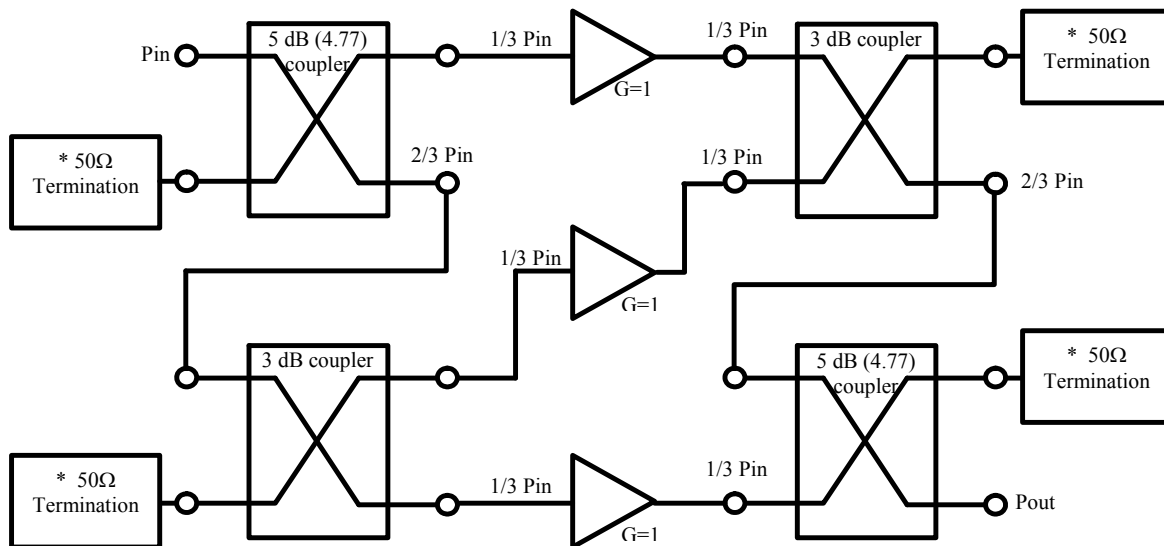 Pin
5 dB (4.77)
coupler
1/3 Pin
G=1
1/3 Pin
3 dB coupler
* 50Ω
Termination
* 50Ω
Termination
2/3 Pin
1/3 Pin
2/3 Pin
1/3 Pin
G=1
3 dB coupler
5 dB (4.77)
coupler
* 50Ω
Termination
* 50Ω
Termination
1/3 Pin
G=1
1/3 Pin
Pout